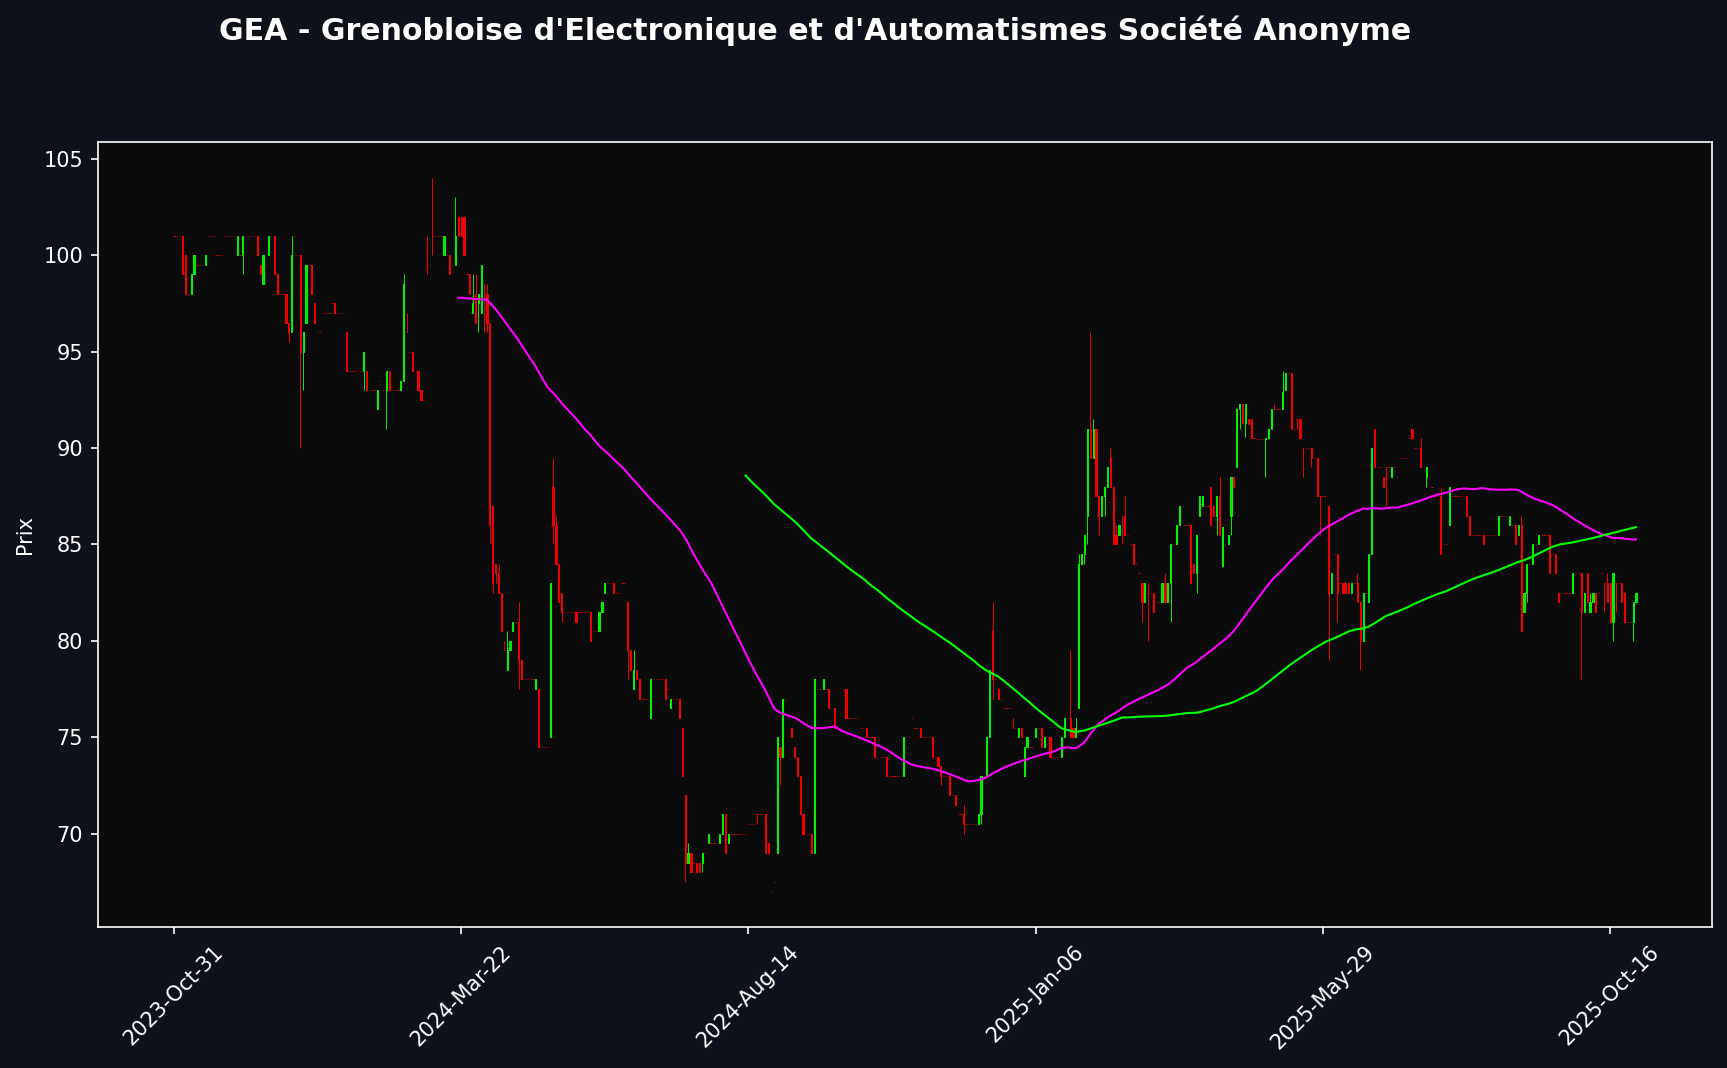 GEA - Grenobloise d'Electronique et d'Automatismes Société Anonyme
105
100
95
90
85
80
75
70
Prix
2023-Oct-31
2024-Mar-22
2024-Aug-14
2025-Jan-06
2025-May-29
2025-Oct-16